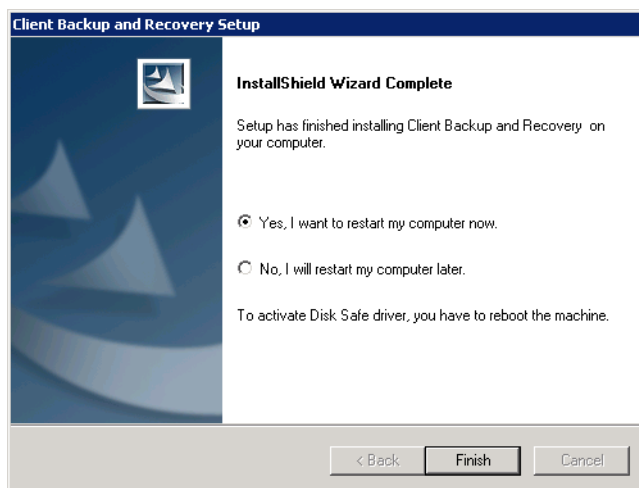 Client Backup and Recovery Setup
InstallShield Wizard Complete
Setup has finished installing Client Backup and Recovery on
your computer.
Yes, I want to restart my computer now.
No, I will restart my computer later.
To activate Disk Safe driver, you have to reboot the machine.
< Back Finish Cancel